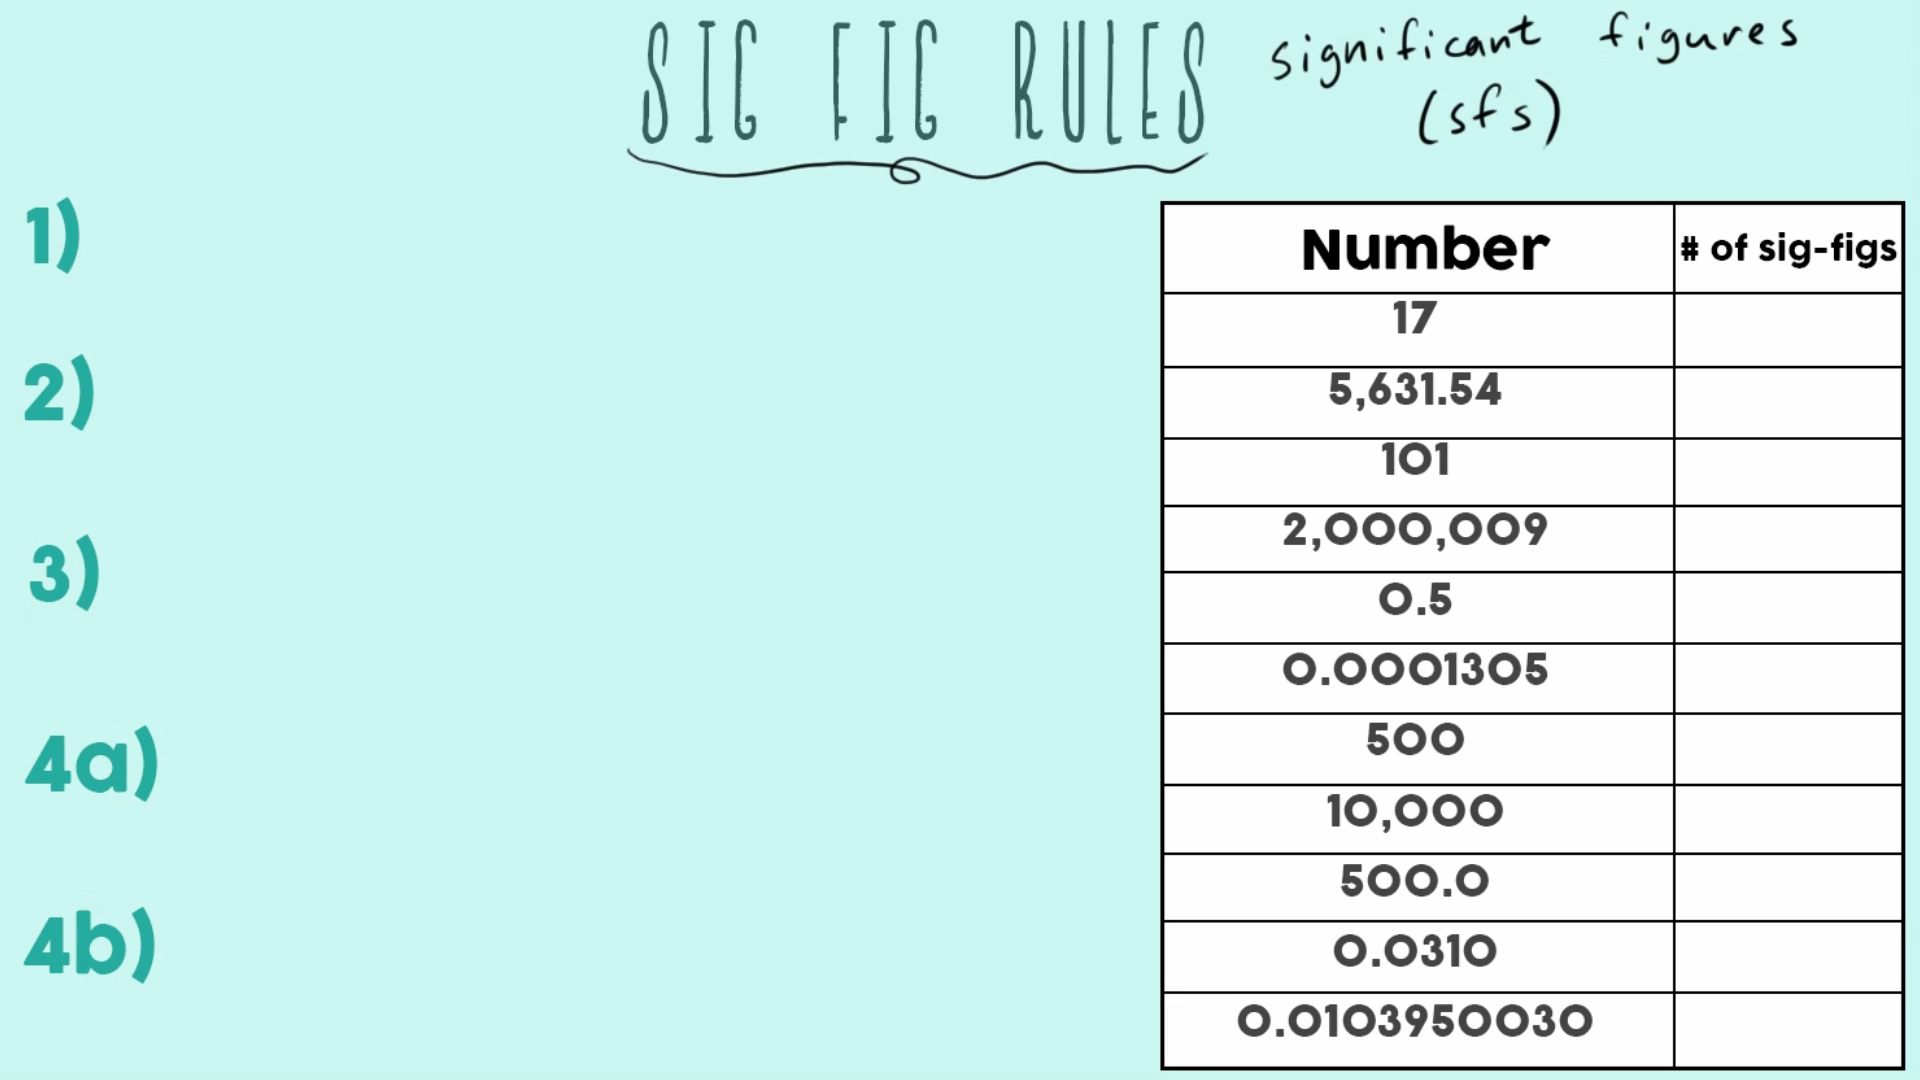 SIG FIG RULES
significant figures
(sfs)
1)
2)
3)
4a)
4b)
Number # of sig-figs
17
5,631.54
101
2,000,009
0.5
0.0001305
500
10,000
500.0
0.0310
0.0103950030